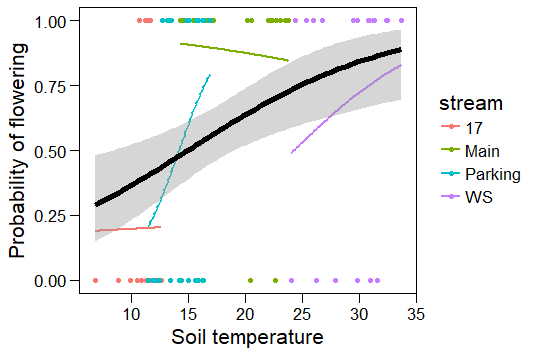 1.00
0.75
0.50
0.25
0.00
Probability of flowering
10 15 20 25 30 35
Soil temperature
stream
17
Main
Parking
WS